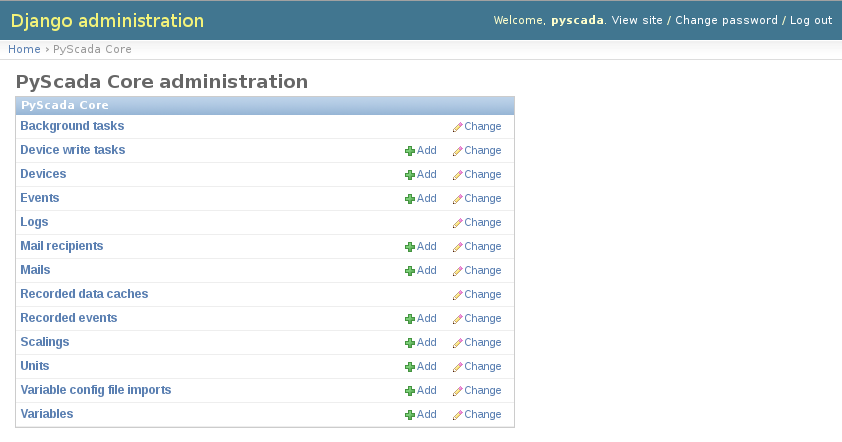 Django administration
Welcome, pyscada. View site / Change password / Log out
Home › PyScada Core
PyScada Core administration
PyScada Core
Background tasks Change
Device write tasks Add Change
Devices Add Change
Events Add Change
Logs Change
Mail recipients Add Change
Mails Add Change
Recorded data caches Change
Recorded events Add Change
Scalings Add Change
Units Add Change
Variable config file imports Add Change
Variables Add Change